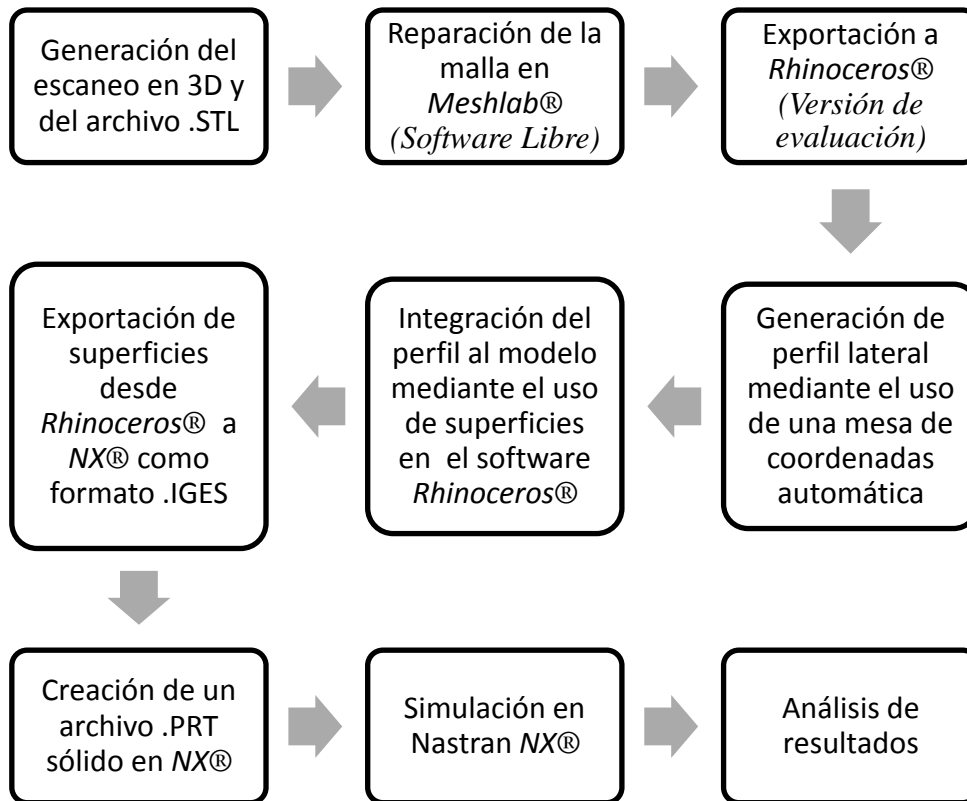 Generación del
escaneo en 3D y
del archivo .STL
Reparación de la
malla en
Meshlab®
(Software Libre)
Exportación a
Rhinoceros®
(Versión de
evaluación)
Generación de
perfil lateral
mediante el uso
de una mesa de
coordenadas
automática
Integración del
perfil al modelo
mediante el uso
de superficies
en el software
Rhinoceros®
Exportación de
superficies
desde
Rhinoceros® a
NX® como
formato .IGES
Creación de un
archivo .PRT
sólido en NX®
Simulación en
Nastran NX®
Análisis de
resultados